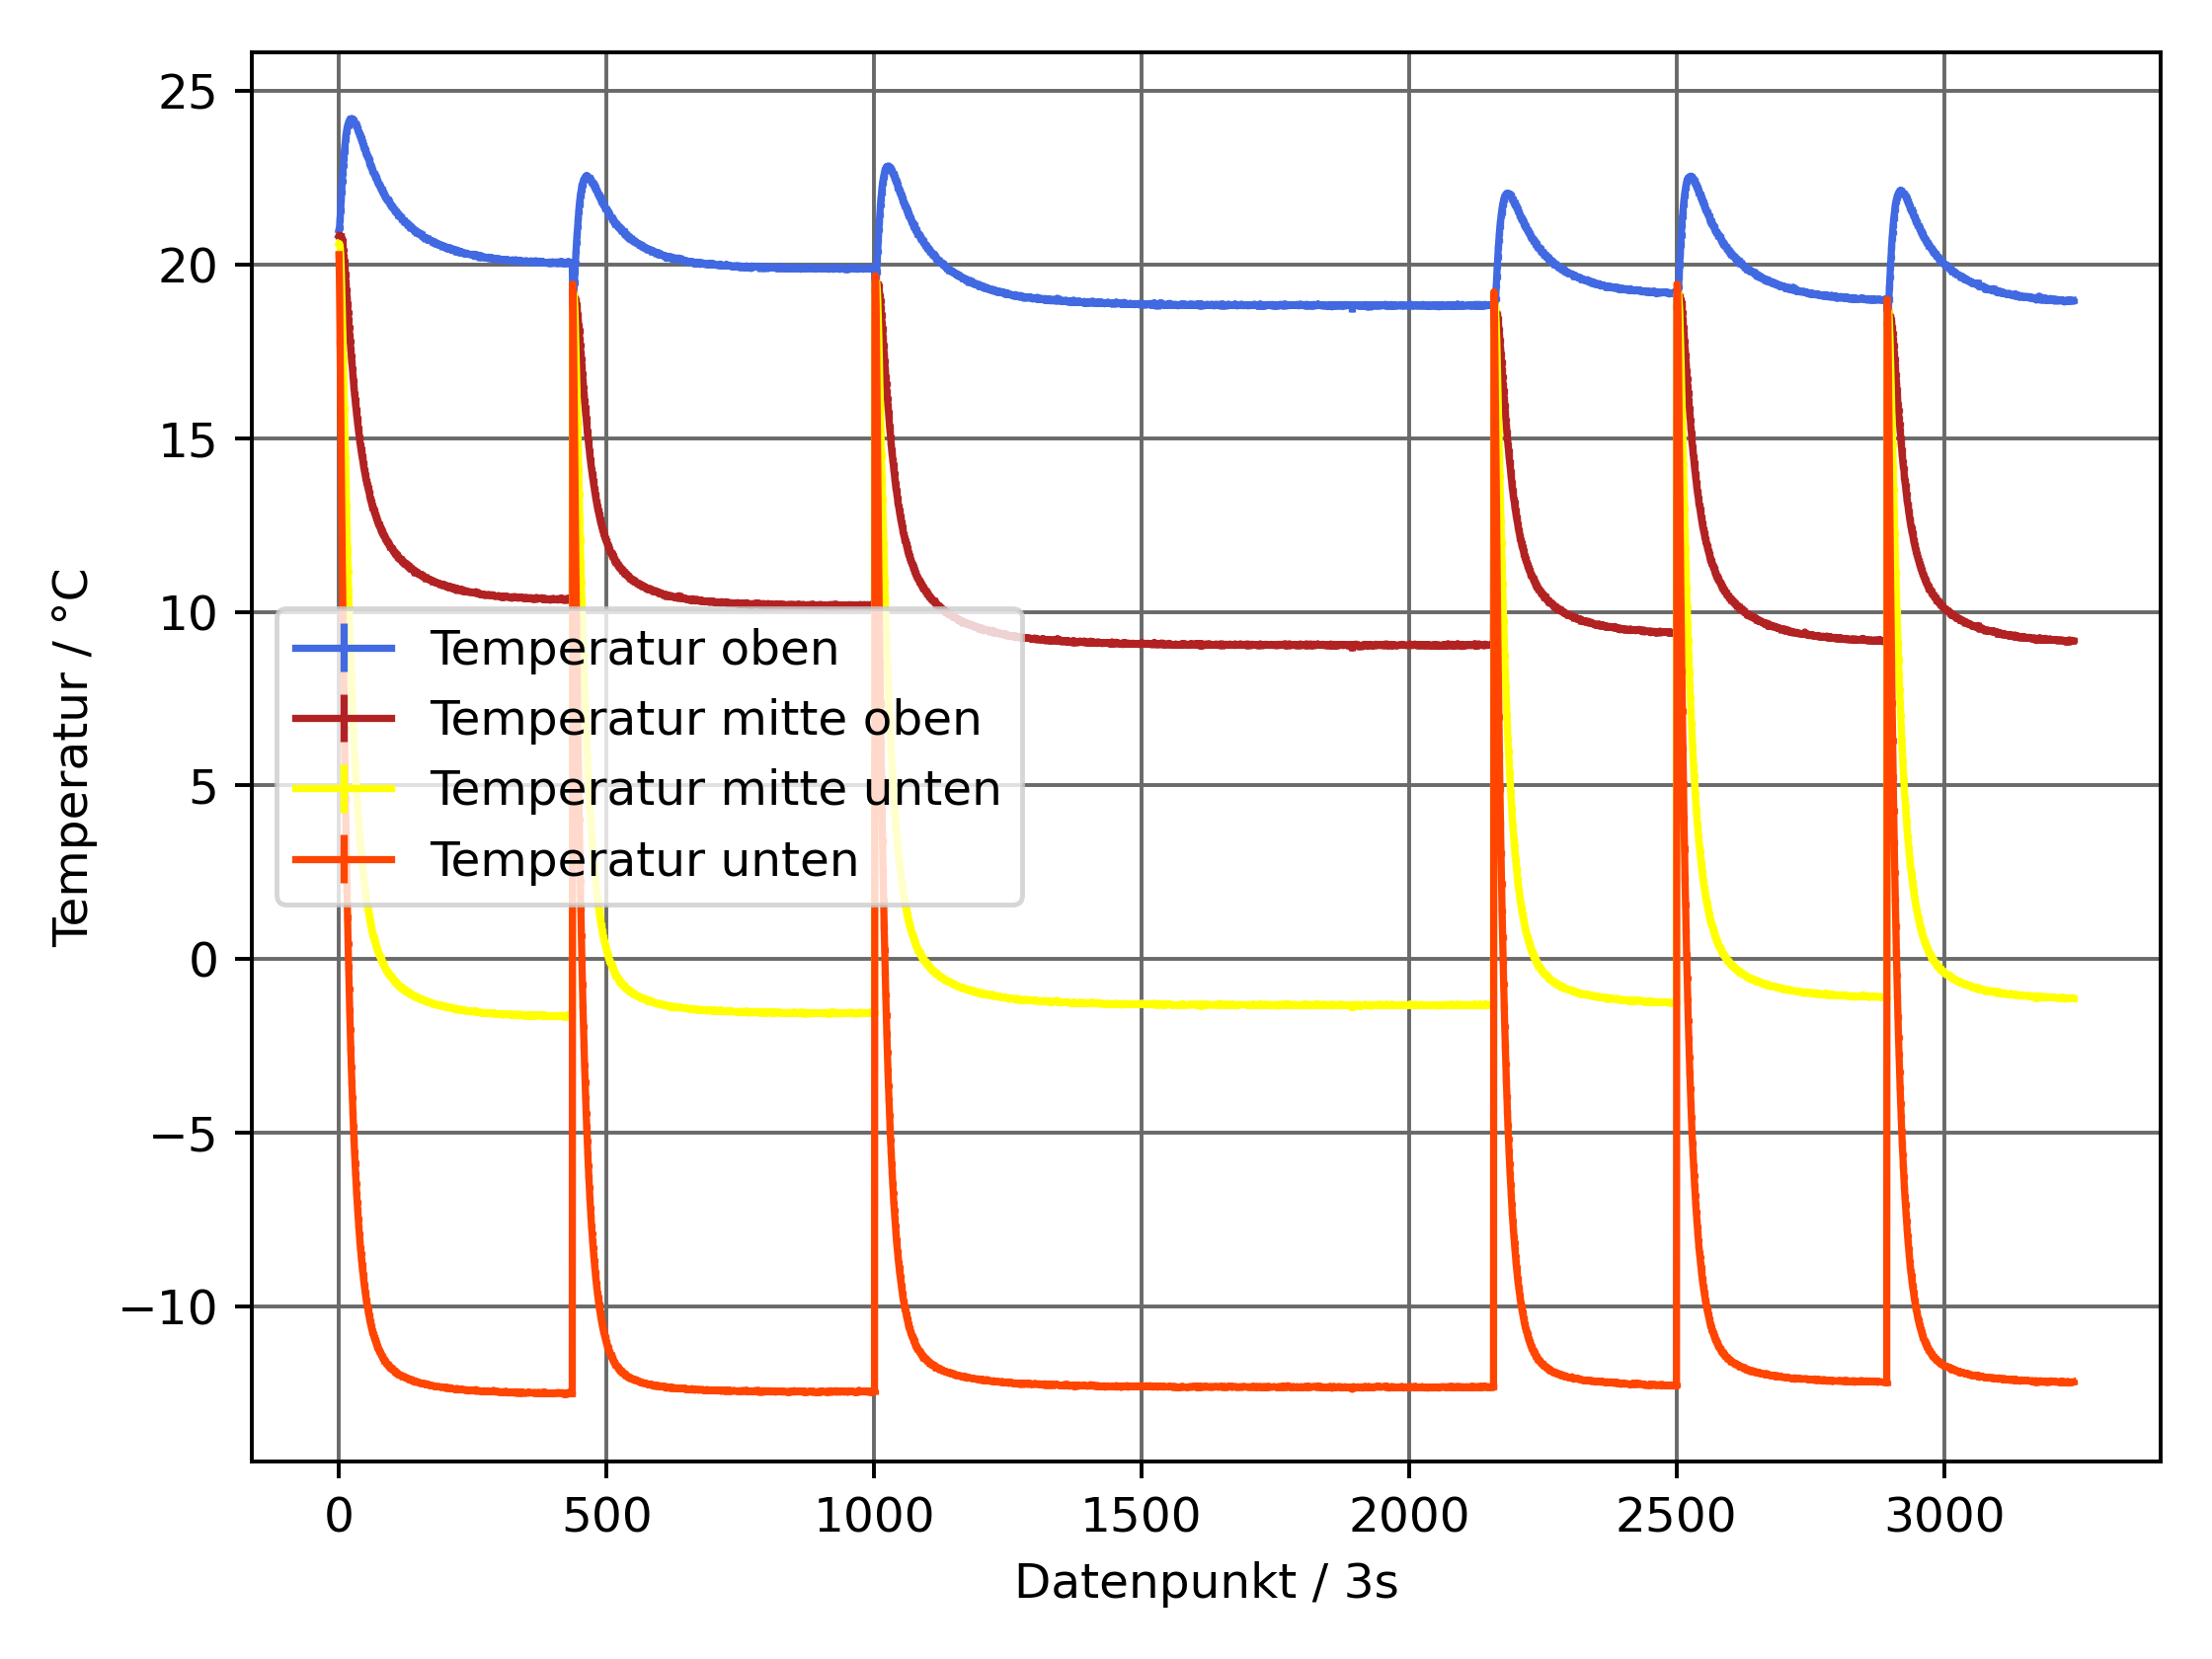 25
20
15
10
5
0
−5
−10
Temperatur / °C
Temperatur oben
Temperatur mitte oben
Temperatur mitte unten
Temperatur unten
0 500 1000 1500 2000 2500 3000
Datenpunkt / 3s